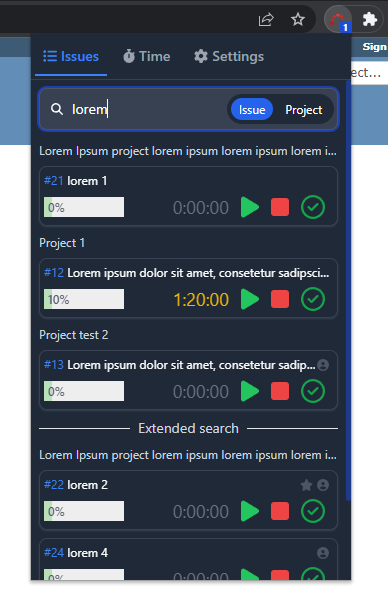 1
Sign
Issues Time Settings
ect...
lorem Issue Project
Lorem Ipsum project lorem ipsum lorem ipsum lorem i...
#21 lorem 1
0% 0:00:00
Project 1
#12 Lorem ipsum dolor sit amet, consetetur sadipsci...
10% 1:20:00
Project test 2
#13 Lorem ipsum dolor sit amet, consetetur sadip...
0% 0:00:00
Extended search
Lorem Ipsum project lorem ipsum lorem ipsum lorem i...
#22 lorem 2
0% 0:00:00
#24 lorem 4
0% 0:00:00